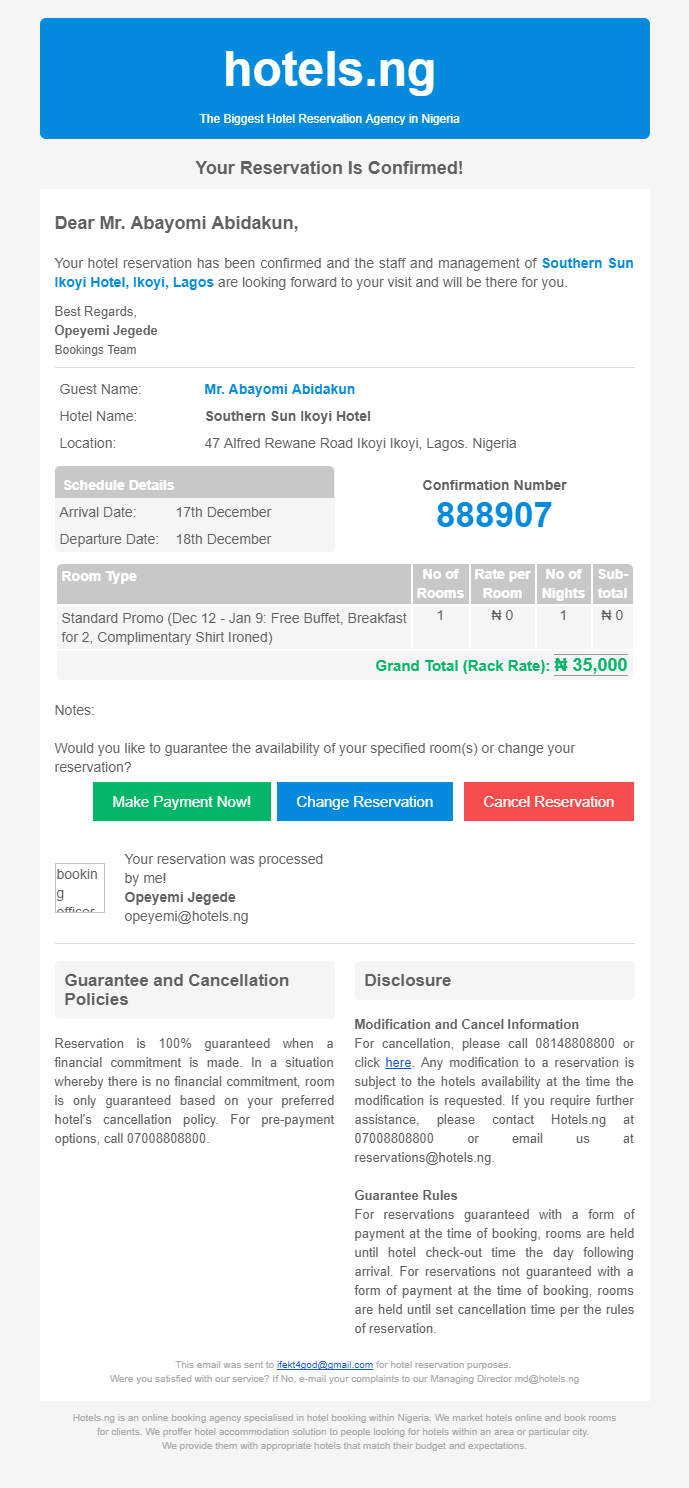 hotels.ng
The Biggest Hotel Reservation Agency in Nigeria
Your Reservation Is Confirmed!
Dear Mr. Abayomi Abidakun,
Your hotel reservation has been confirmed and the staff and management of Southern Sun
Ikoyi Hotel, Ikoyi, Lagos are looking forward to your visit and will be there for you.
Best Regards,
Opeyemi Jegede
Bookings Team
Guest Name: Mr. Abayomi Abidakun
Hotel Name: Southern Sun Ikoyi Hotel
Location: 47 Alfred Rewane Road Ikoyi Ikoyi, Lagos. Nigeria
Schedule Details
Arrival Date: 17th December
Departure Date: 18th December
Confirmation Number
888907
Room Type No of Rooms Rate per Room No of Nights Sub-total
Standard Promo (Dec 12 - Jan 9: Free Buffet, Breakfast 1 ₦ 0 1 ₦ 0
for 2, Complimentary Shirt Ironed)
Grand Total (Rack Rate): ₦ 35,000
Notes:
Would you like to guarantee the availability of your specified room(s) or change your
reservation?
Make Payment Now! Change Reservation Cancel Reservation
bookin
g
officer
Your reservation was processed
by me!
Opeyemi Jegede
opeyemi@hotels.ng
Guarantee and Cancellation
Policies
Reservation is 100% guaranteed when a
financial commitment is made. In a situation
whereby there is no financial commitment, room
is only guaranteed based on your preferred
hotel's cancellation policy. For pre-payment
options, call 07008808800.
Disclosure
Modification and Cancel Information
For cancellation, please call 08148808800 or
click here. Any modification to a reservation is
subject to the hotels availability at the time the
modification is requested. If you require further
assistance, please contact Hotels.ng at
07008808800 or email us at
reservations@hotels.ng.
Guarantee Rules
For reservations guaranteed with a form of
payment at the time of booking, rooms are held
until hotel check-out time the day following
arrival. For reservations not guaranteed with a
form of payment at the time of booking, rooms
are held until set cancellation time per the rules
of reservation.
This email was sent to ifekt4god@gmail.com for hotel reservation purposes.
Were you satisfied with our service? If No, e-mail your complaints to our Managing Director md@hotels.ng
Hotels.ng is an online booking agency specialised in hotel booking within Nigeria. We market hotels online and book rooms
for clients. We proffer hotel accommodation solution to people looking for hotels within an area or particular city.
We provide them with appropriate hotels that match their budget and expectations.